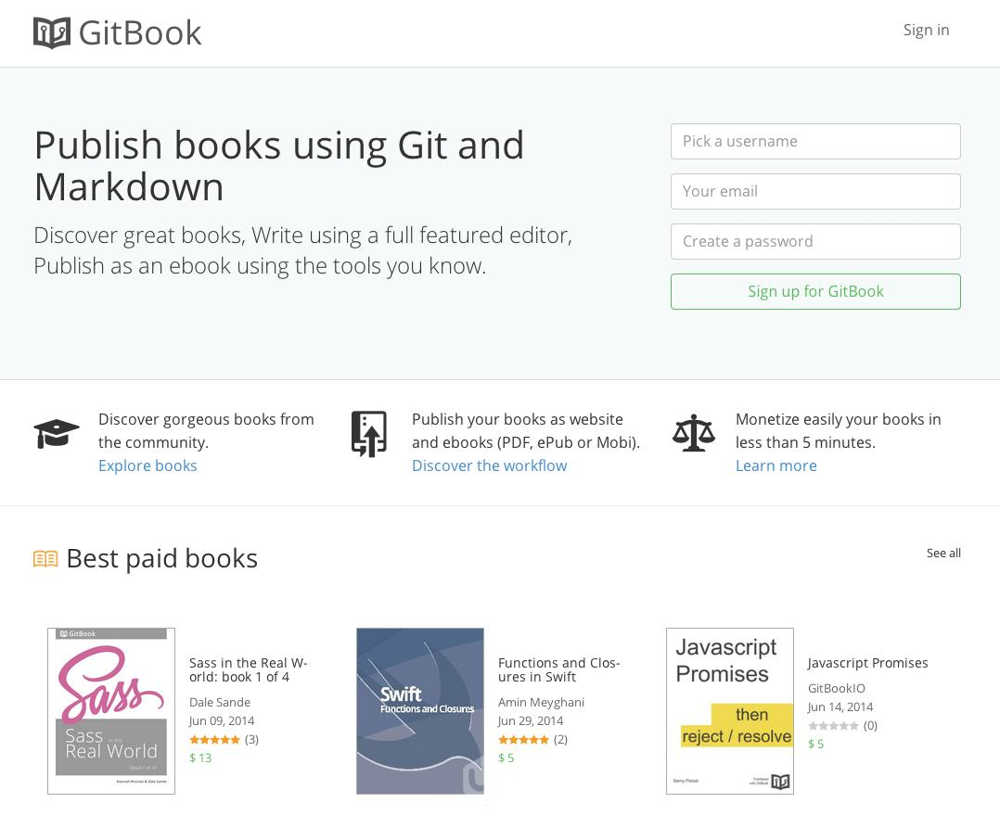 GitBook
Sign in
Publish books using Git and
Markdown
Discover great books, Write using a full featured editor,
Publish as an ebook using the tools you know.
Pick a username
Your email
Create a password
Sign up for GitBook
Discover gorgeous books from
the community.
Explore books
Publish your books as website
and ebooks (PDF, ePub or Mobi).
Discover the workflow
Monetize easily your books in
less than 5 minutes.
Learn more
Best paid books
See all
GitBook
Sass
Sass in the
Real World
Book I of IV
Kianosh Pourian & Dale Sande
Sass in the Real W-
orld: book 1 of 4
Dale Sande
Jun 09, 2014
(3)
$ 13
Swift
Functions and Closures
Functions and Clos-
ures in Swift
Amin Meyghani
Jun 29, 2014
(2)
$ 5
Javascript
Promises
then
reject / resolve
Samy Pessé
Published
with GitBook
Javascript Promises
GitBookIO
Jun 14, 2014
(0)
$ 5